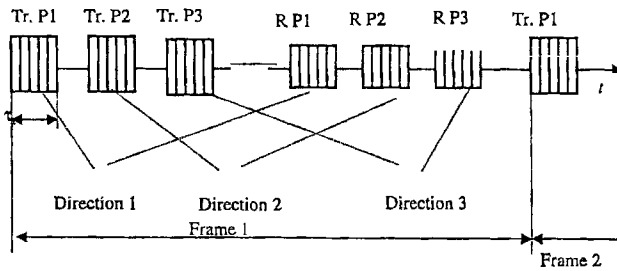 Tr. P1 Tr. P2 Tr. P3 R P1 R P2 R P3 Tr. P1
t
τ
Direction 1 Direction 2 Direction 3
Frame 1
Frame 2